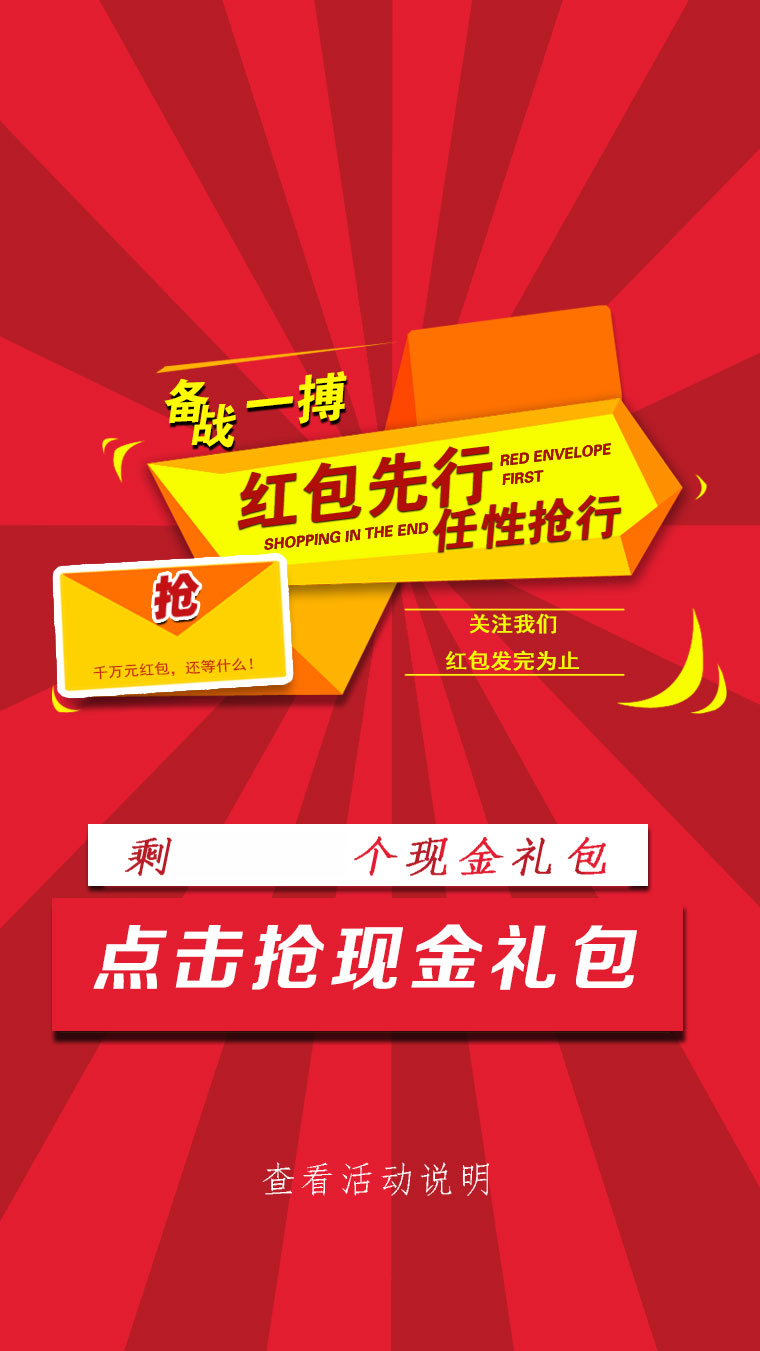 备战一搏
红包先行
RED ENVELOPE
FIRST
SHOPPING IN THE END
任性抢行
抢
千万元红包，还等什么！
关注我们
红包发完为止
剩 个现金礼包
点击抢现金礼包
查看活动说明